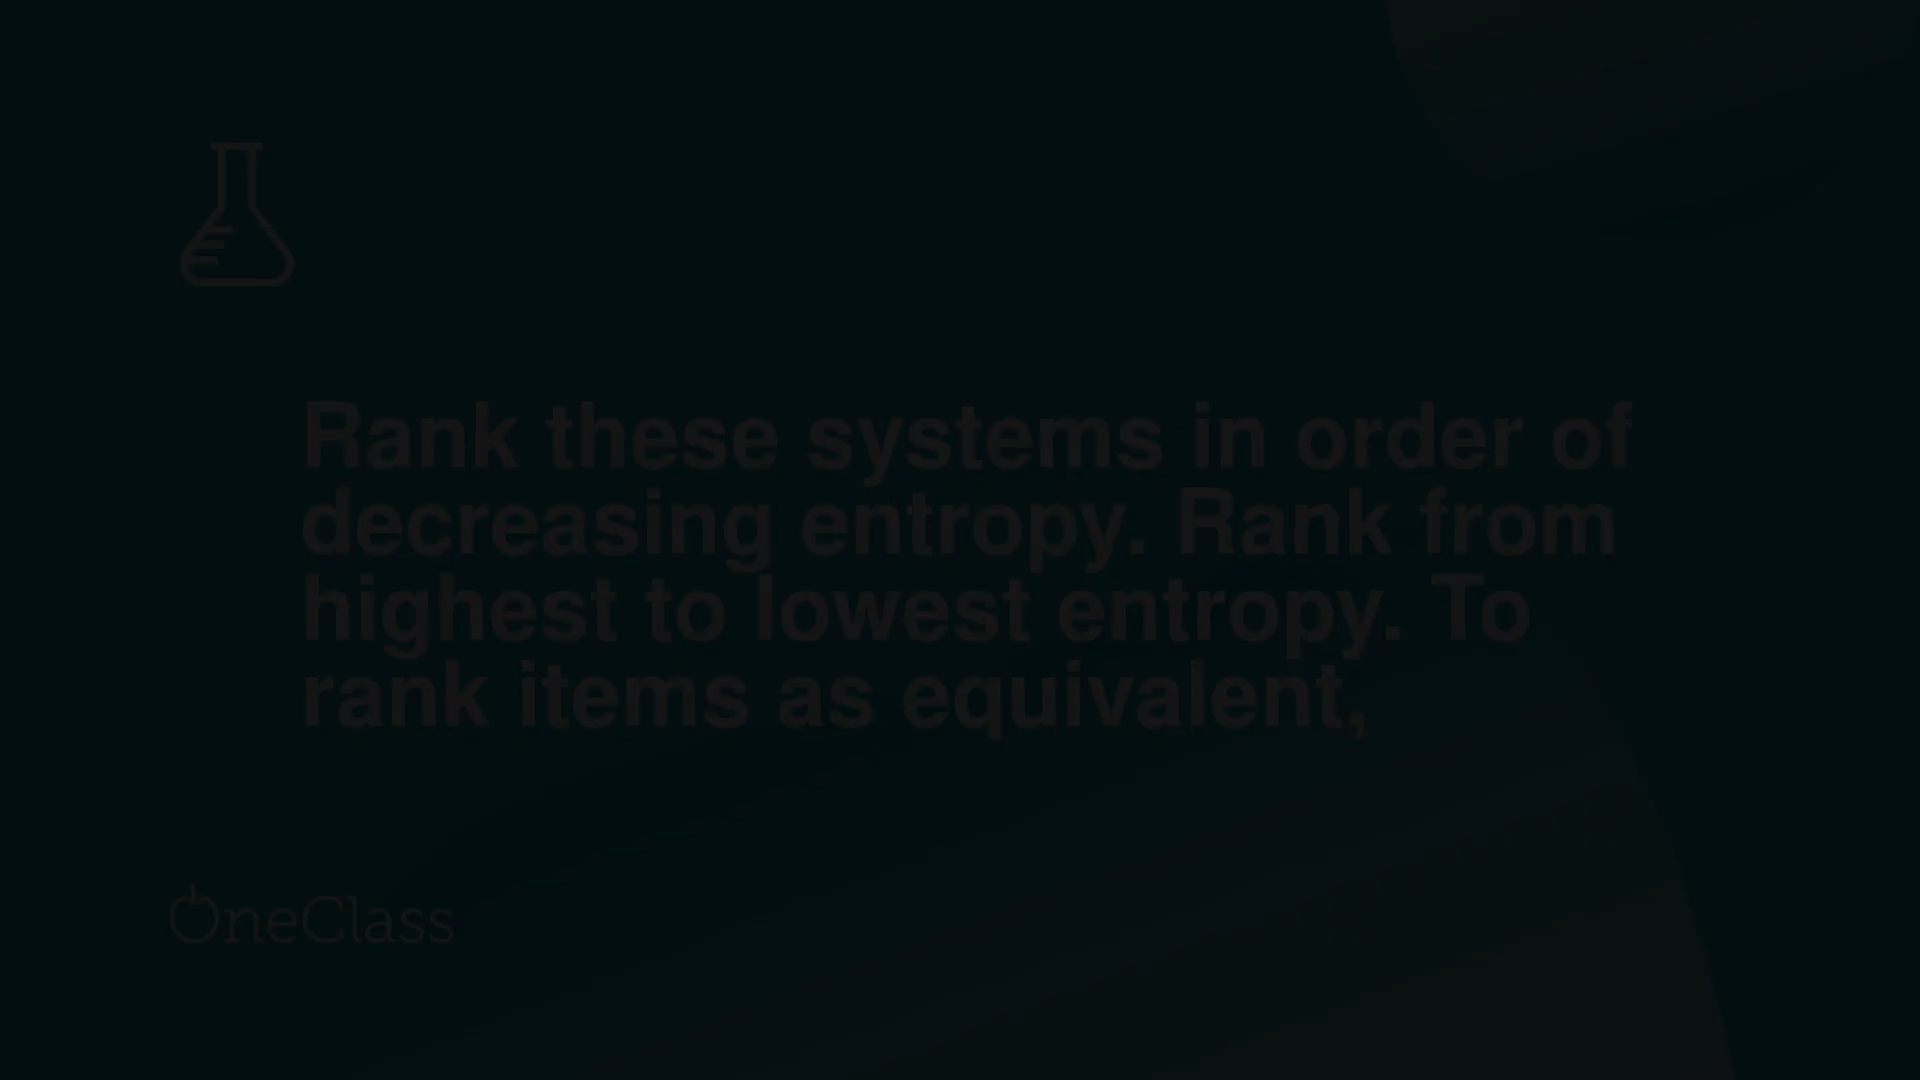 Rank these systems in order of
decreasing entropy. Rank from
highest to lowest entropy. To
rank items as equivalent,
OneClass